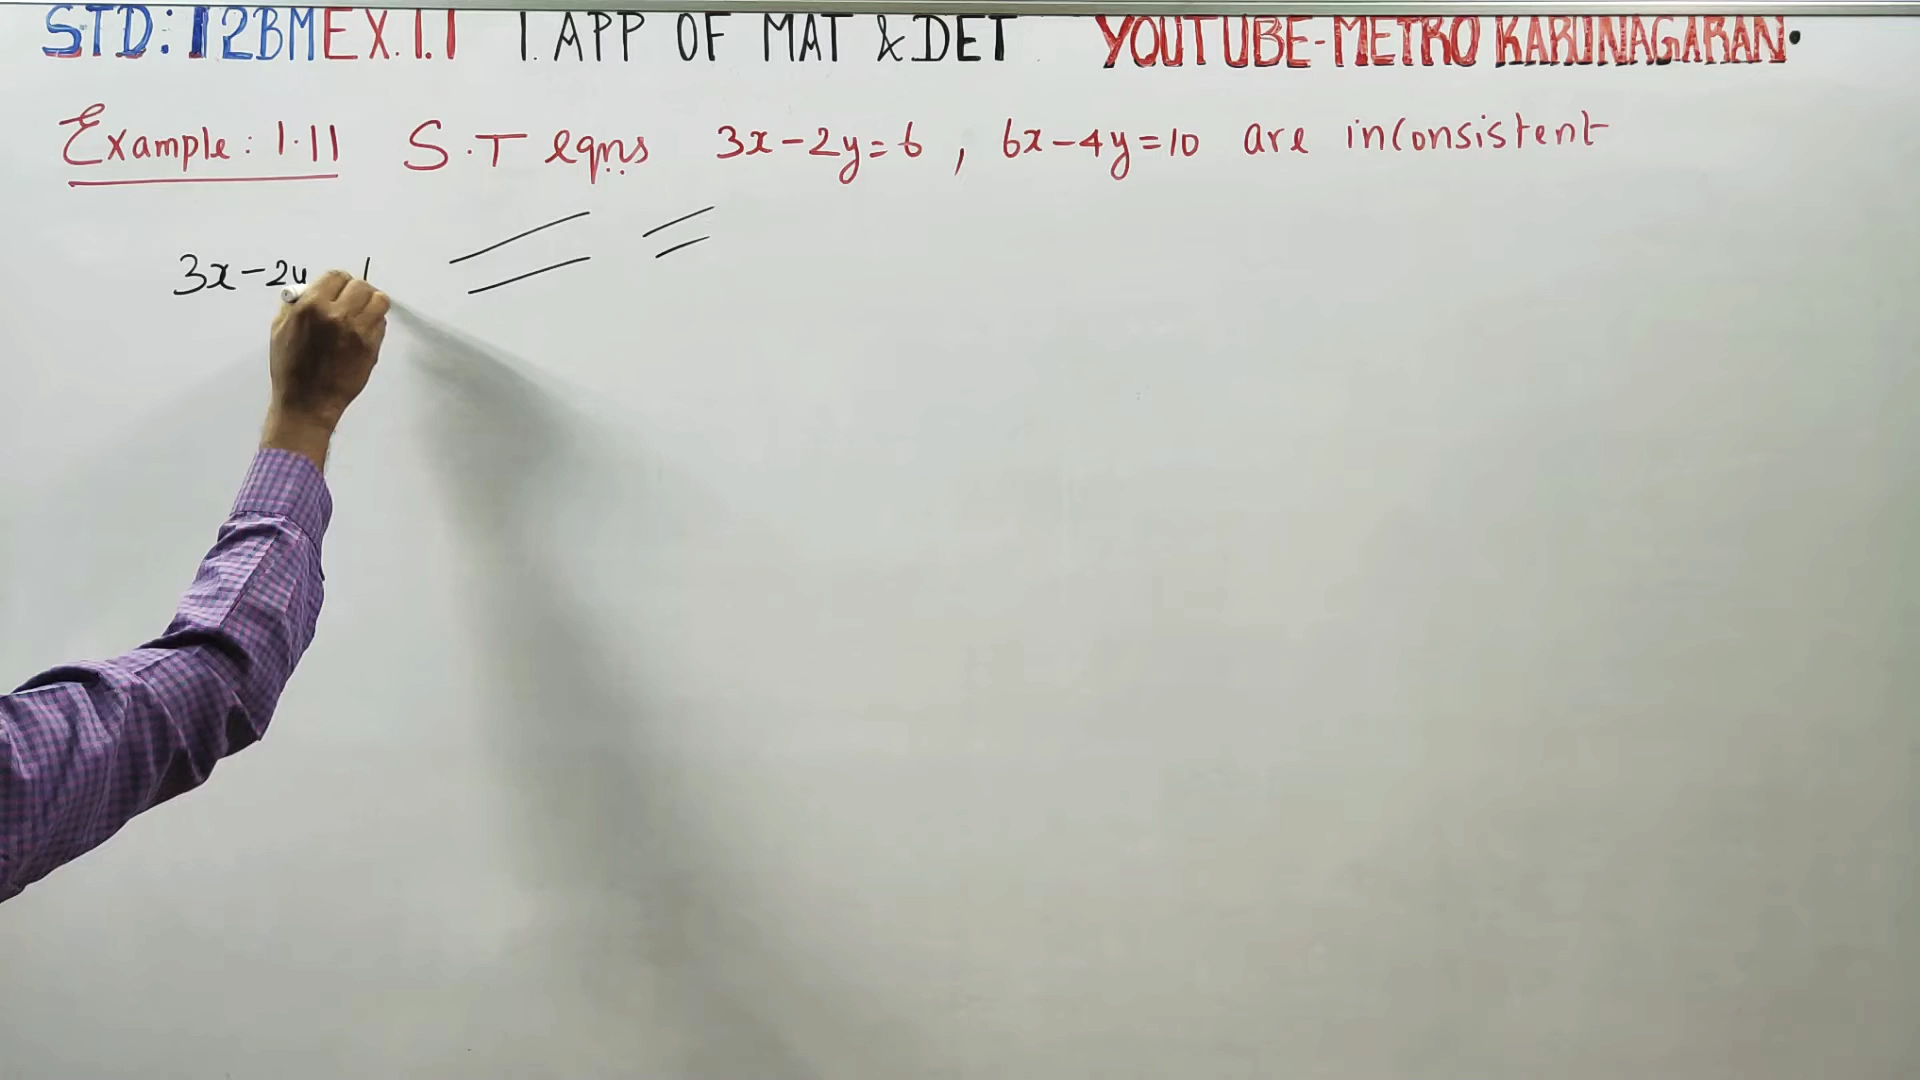 STD: 12BM EX.1.1 1. APP OF MAT & DET YOUTUBE-METRO KARUNAGARAN.
Example: 1.11 S.T eqns 3x-2y=6, 6x-4y=10 are inconsistent
3x-2y